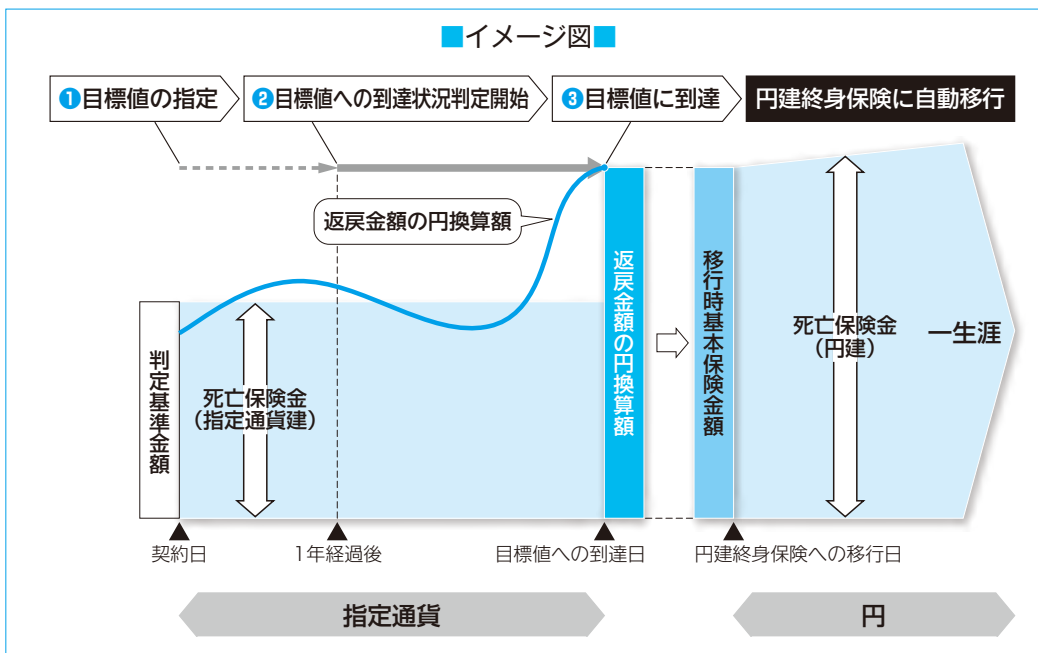 ■イメージ図■
❶目標値の指定
❷目標値への到達状況判定開始
❸目標値に到達
円建終身保険に自動移行
返戻金額の円換算額
判定基準金額
死亡保険金
（指定通貨建）
返戻金額の円換算額
移行時基本保険金額
死亡保険金
（円建）
一生涯
契約日
1年経過後
目標値への到達日
円建終身保険への移行日
指定通貨
円